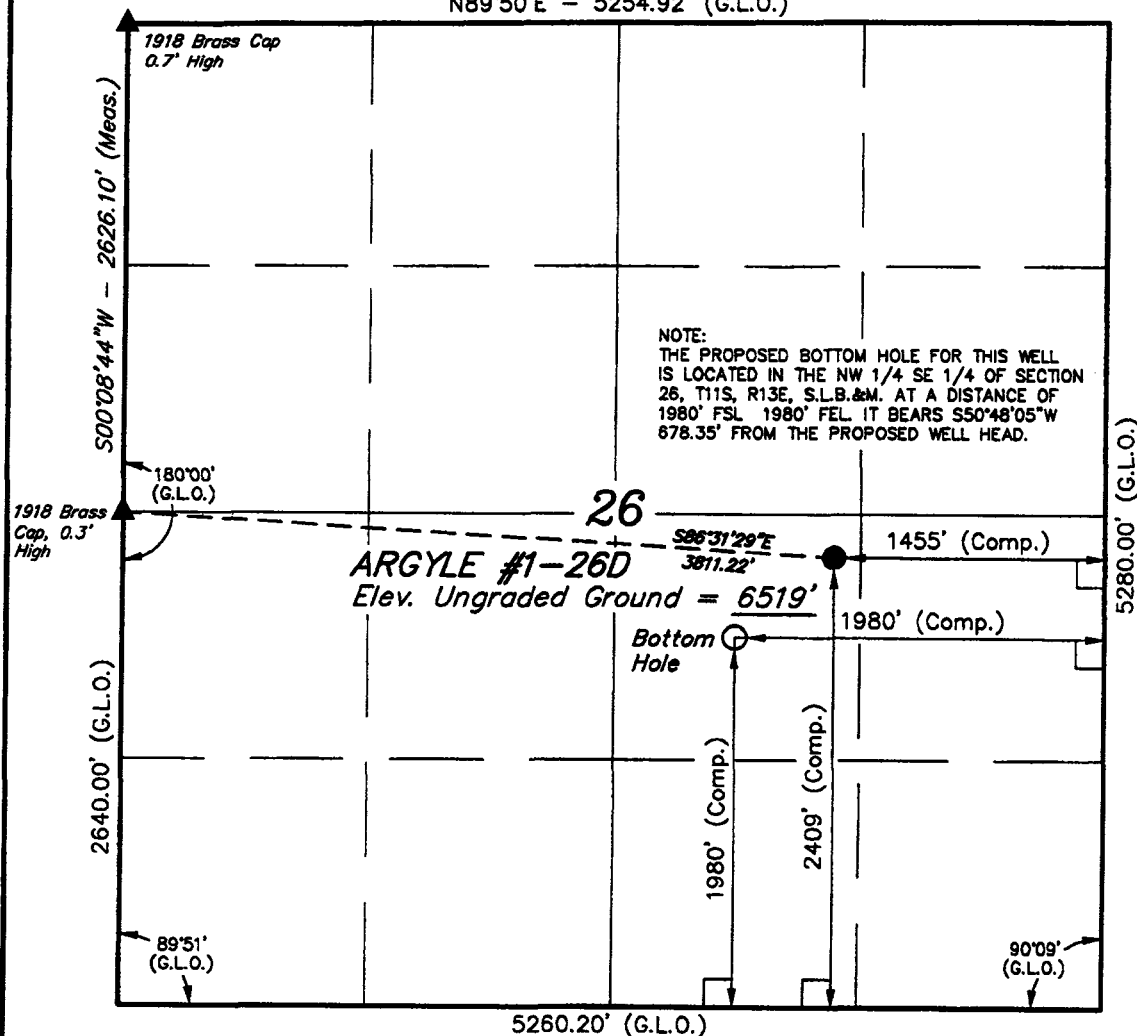 N89°50'E - 5254.92' (G.L.O.)
1918 Brass Cap
0.7' High
S00°08'44"W - 2626.10' (Meas.)
NOTE:
THE PROPOSED BOTTOM HOLE FOR THIS WELL
IS LOCATED IN THE NW 1/4 SE 1/4 OF SECTION
26, T11S, R13E, S.L.B.&M. AT A DISTANCE OF
1980' FSL 1980' FEL. IT BEARS S50°48'05"W
678.35' FROM THE PROPOSED WELL HEAD.
180°00'
(G.L.O.)
1918 Brass
Cap, 0.3'
High
26
S86°31'29"E
3811.22'
1455' (Comp.)
5280.00' (G.L.O.)
ARGYLE #1-26D
Elev. Ungraded Ground = 6519'
1980' (Comp.)
Bottom
Hole
2640.00' (G.L.O.)
1980' (Comp.)
2409' (Comp.)
89°51'
(G.L.O.)
90°09'
(G.L.O.)
5260.20' (G.L.O.)